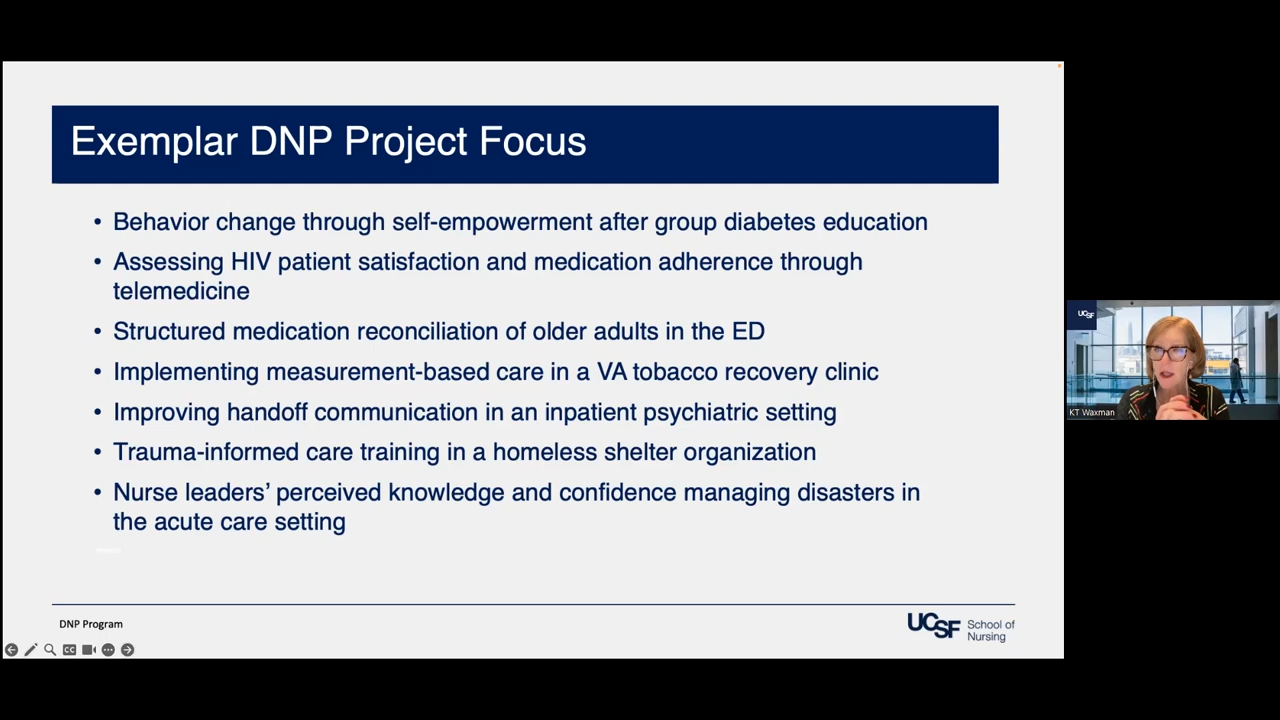 Exemplar DNP Project Focus
• Behavior change through self-empowerment after group diabetes education
• Assessing HIV patient satisfaction and medication adherence through
telemedicine
• Structured medication reconciliation of older adults in the ED
• Implementing measurement-based care in a VA tobacco recovery clinic
• Improving handoff communication in an inpatient psychiatric setting
• Trauma-informed care training in a homeless shelter organization
• Nurse leaders’ perceived knowledge and confidence managing disasters in
the acute care setting
DNP Program
UCSF School of
Nursing
CC
UCSF
KT Waxman